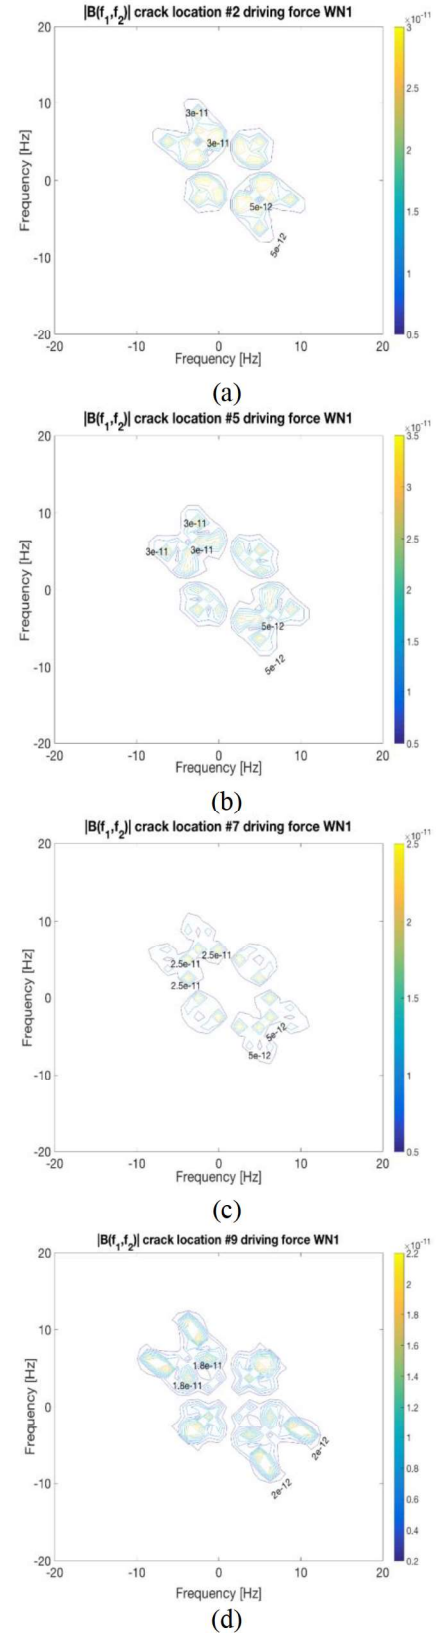 |B(f1,f2)| crack location #2 driving force WN1
×10-11
20
10
0
-10
-20
-20 -10 0 10 20
Frequency [Hz]
Frequency [Hz]
3e-11
3e-11
5e-12
5e-12
3
2.5
2
1.5
1
0.5
(a)
|B(f1,f2)| crack location #5 driving force WN1
×10-11
20
10
0
-10
-20
-20 -10 0 10 20
Frequency [Hz]
Frequency [Hz]
3e-11
3e-11
3e-11
5e-12
5e-12
3.5
3
2.5
2
1.5
1
0.5
(b)
|B(f1,f2)| crack location #7 driving force WN1
×10-11
20
10
0
-10
-20
-20 -10 0 10 20
Frequency [Hz]
Frequency [Hz]
2.5e-11
2.5e-11
2.5e-11
5e-12
5e-12
2.5
2
1.5
1
0.5
(c)
|B(f1,f2)| crack location #9 driving force WN1
×10-11
20
10
0
-10
-20
-20 -10 0 10 20
Frequency [Hz]
Frequency [Hz]
1.8e-11
1.8e-11
2e-12
2e-12
2.2
2
1.8
1.6
1.4
1.2
1
0.8
0.6
0.4
0.2
(d)